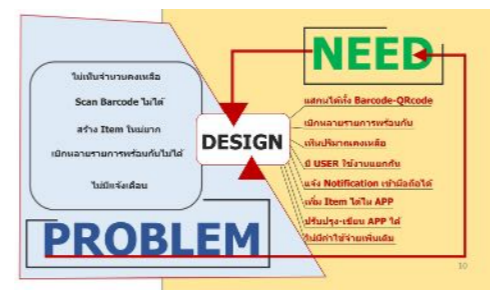 NEED
ไม่เห็นจำนวนคงเหลือ
Scan Barcode ไม่ได้
สร้าง Item ใหม่ยาก
เบิกหลายรายการพร้อมกันไม่ได้
ไม่มีแจ้งเตือน
DESIGN
แสกนได้ทั้ง Barcode-QRcode
เบิกหลายรายการพร้อมกัน
เห็นปริมาณคงเหลือ
มี USER ใช้งานแยกกัน
แจ้ง Notification เข้ามือถือได้
เพิ่ม Item ได้ใน APP
ปรับปรุง-เขียน APP ได้
ไม่มีค่าใช้จ่ายเพิ่มเติม
PROBLEM
10